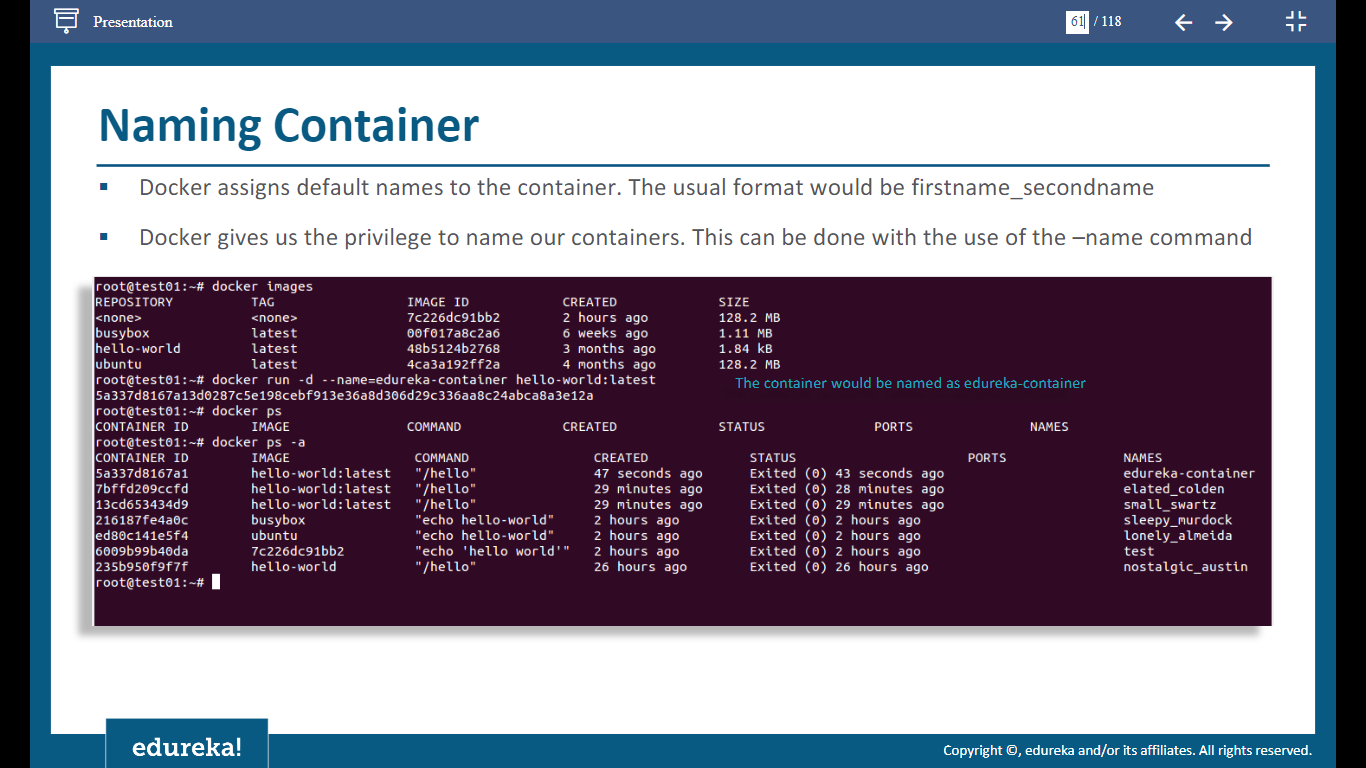 Presentation
61 / 118
Naming Container
▪ Docker assigns default names to the container. The usual format would be firstname_secondname
▪ Docker gives us the privilege to name our containers. This can be done with the use of the –name command
root@test01:~# docker images
REPOSITORY TAG IMAGE ID CREATED SIZE
<none> <none> 7c226dc91bb2 2 hours ago 128.2 MB
busybox latest 00f017a8c2a6 6 weeks ago 1.11 MB
hello-world latest 48b5124b2768 3 months ago 1.84 kB
ubuntu latest 4ca3a192ff2a 4 months ago 128.2 MB
root@test01:~# docker run -d --name=edureka-container hello-world:latest
The container would be named as edureka-container
5a337d8167a13d0287c5e198cebf913e36a8d306d29c336aa8c24abca8a3e12a
root@test01:~# docker ps
CONTAINER ID IMAGE COMMAND CREATED STATUS PORTS NAMES
root@test01:~# docker ps -a
CONTAINER ID IMAGE COMMAND CREATED STATUS PORTS NAMES
5a337d8167a1 hello-world:latest "/hello" 47 seconds ago Exited (0) 43 seconds ago edureka-container
7bffd209ccfd hello-world:latest "/hello" 29 minutes ago Exited (0) 28 minutes ago elated_colden
13cd653434d9 hello-world:latest "/hello" 29 minutes ago Exited (0) 29 minutes ago small_swartz
216187fe4a0c busybox "echo hello-world" 2 hours ago Exited (0) 2 hours ago sleepy_murdock
ed80c141e5f4 ubuntu "echo hello-world" 2 hours ago Exited (0) 2 hours ago lonely_almeida
6009b99b40da 7c226dc91bb2 "echo 'hello world'" 2 hours ago Exited (0) 2 hours ago test
235b950f9f7f hello-world "/hello" 26 hours ago Exited (0) 26 hours ago nostalgic_austin
root@test01:~#
edureka!
Copyright ©, edureka and/or its affiliates. All rights reserved.